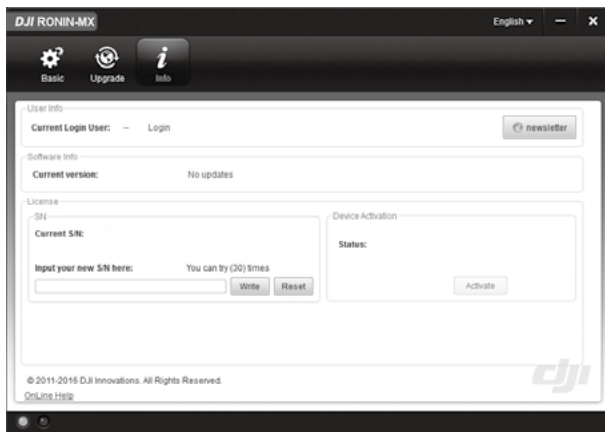 DJI RONIN-MX
English
Basic
Upgrade
Info
User Info
Current Login User: – Login
newsletter
Software Info
Current version: No updates
License
SN
Current S/N:
Input your new S/N here: You can try (30) times
Write
Reset
Device Activation
Status:
Activate
© 2011-2016 DJI Innovations. All Rights Reserved.
OnLine Help
dji